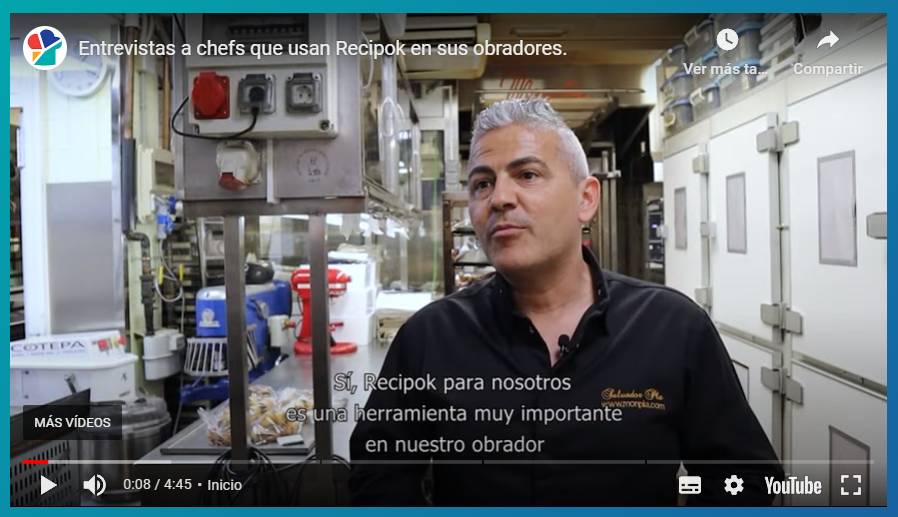 Entrevistas a chefs que usan Recipok en sus obradores.
Ver más ta...
Compartir
COTEPA
Sí, Recipok para nosotros
es una herramienta muy importante
en nuestro obrador
Salvador Pla
www.monpla.com
MÁS VÍDEOS
0:08 / 4:45 • Inicio
YouTube